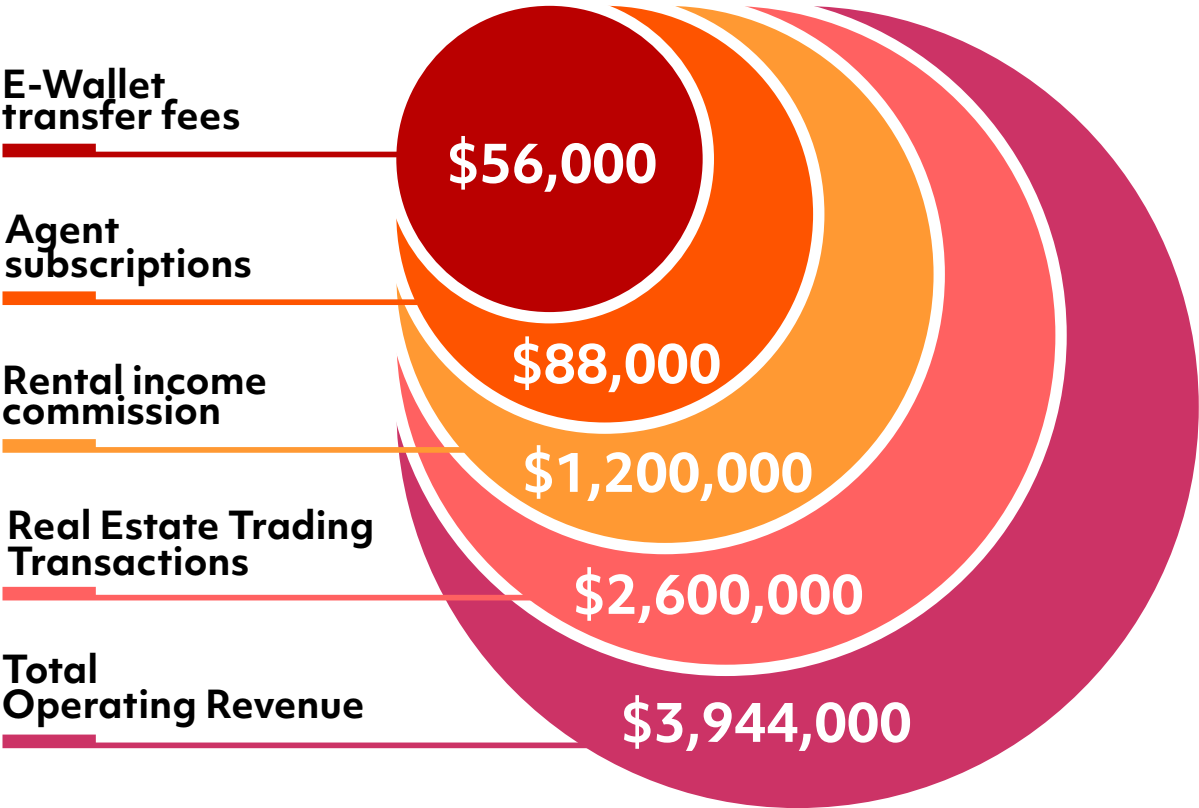 E-Wallet
transfer fees
$56,000
Agent
subscriptions
$88,000
Rental income
commission
$1,200,000
Real Estate Trading
Transactions
$2,600,000
Total
Operating Revenue
$3,944,000